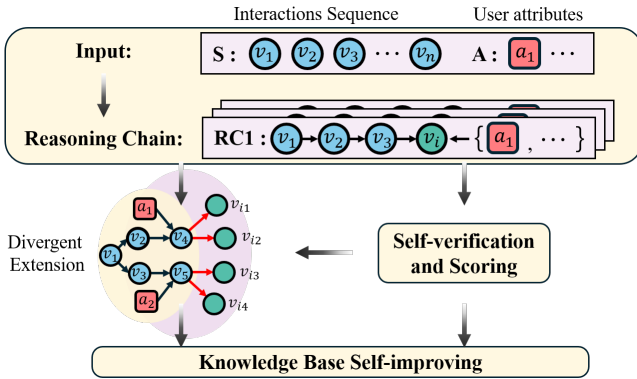 Interactions Sequence User attributes
Input: S : v1 v2 v3 ··· vn A : a1 ···
Reasoning Chain: RC1 : v1 v2 v3 vi { a1 , ··· }
a1 vi1
v2 v4 vi2
Divergent Extension
v1
v3 v5 vi3
a2 vi4
Self-verification
and Scoring
Knowledge Base Self-improving